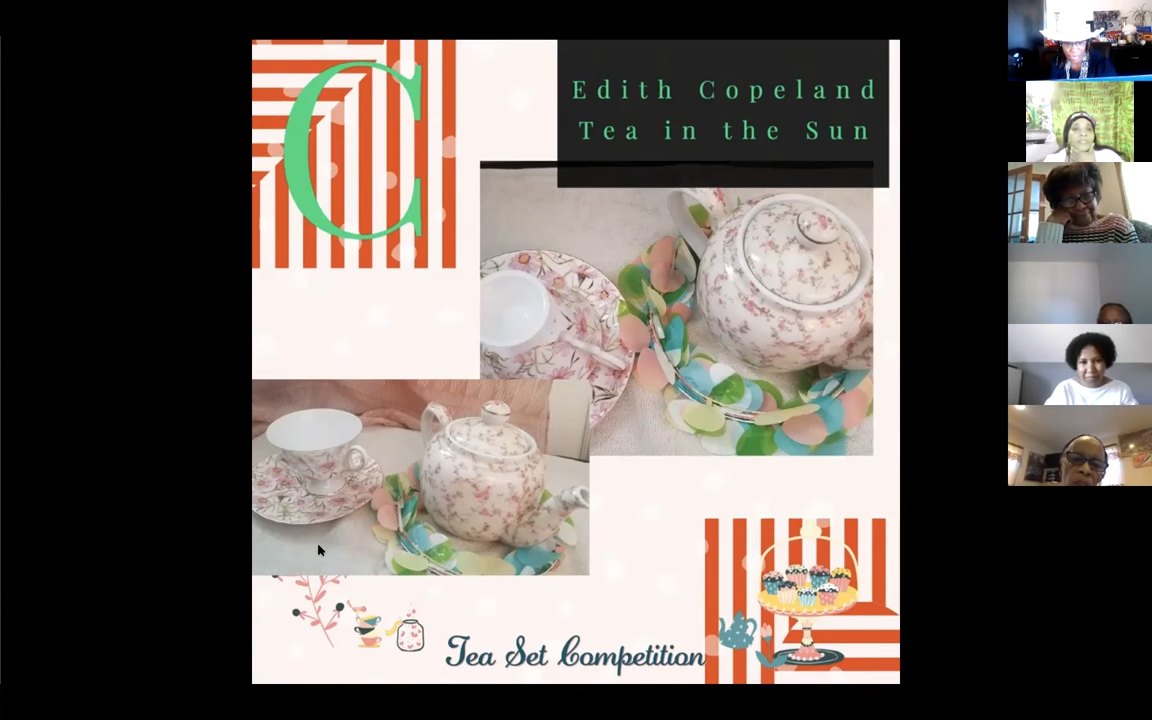 C
Edith Copeland
Tea in the Sun
Tea Set Competition